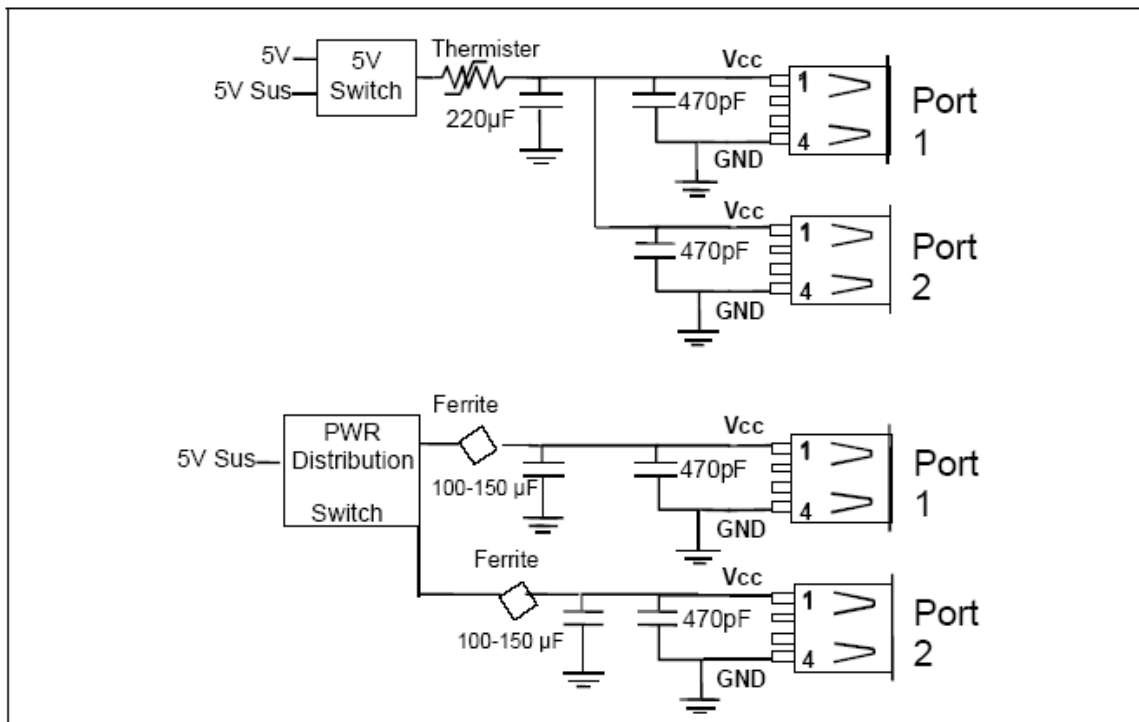 5V
5V Sus
5V
Switch
Thermister
220µF
470pF
Vcc
1
4
GND
Port
1
Vcc
470pF
1
4
GND
Port
2
5V Sus
PWR
Distribution
Switch
Ferrite
100-150 µF
470pF
Vcc
1
4
GND
Port
1
Ferrite
100-150 µF
470pF
Vcc
1
4
GND
Port
2